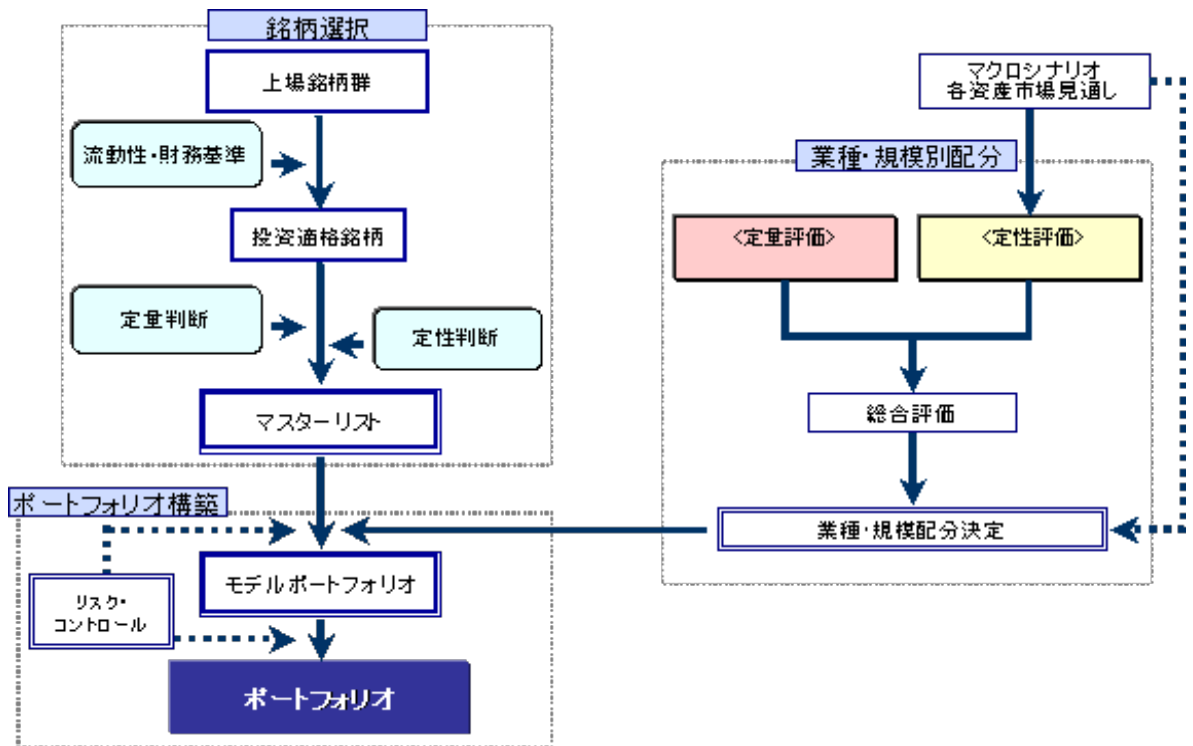 銘柄選択
上場銘柄群
流動性・財務基準
投資適格銘柄
定量判断
定性判断
マスターリスト
マクロシナリオ
各資産市場見通し
業種・規模別配分
<定量評価>
<定性評価>
総合評価
業種・規模配分決定
ポートフォリオ構築
モデルポートフォリオ
リスク・
コントロール
ポートフォリオ